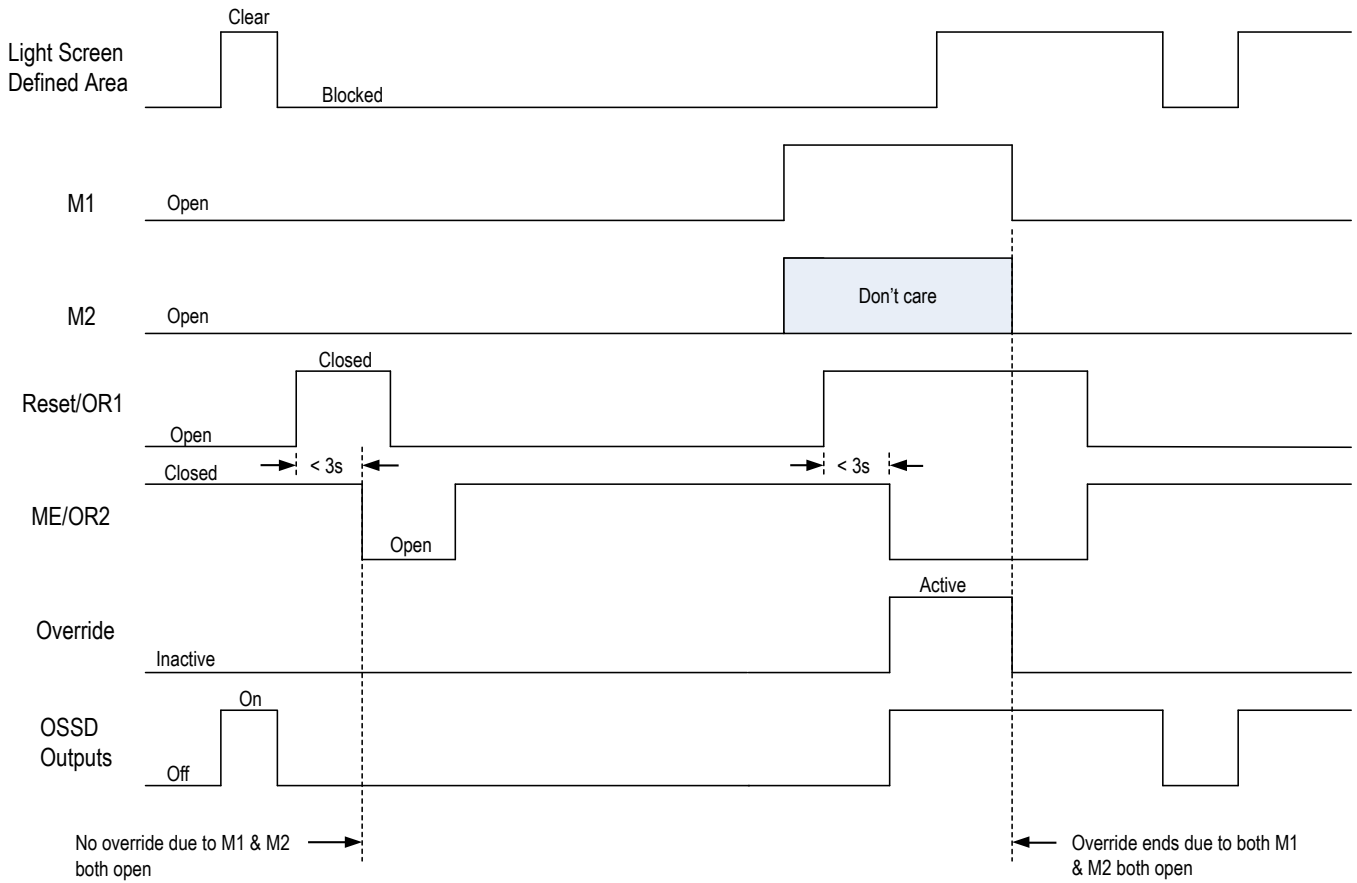 Clear
Light Screen
Defined Area
Blocked
M1
Open
Don't care
M2
Open
Closed
Reset/OR1
Open
< 3s
< 3s
Closed
ME/OR2
Open
Active
Override
Inactive
On
OSSD
Outputs
Off
No override due to M1 & M2
both open
Override ends due to both M1
& M2 both open